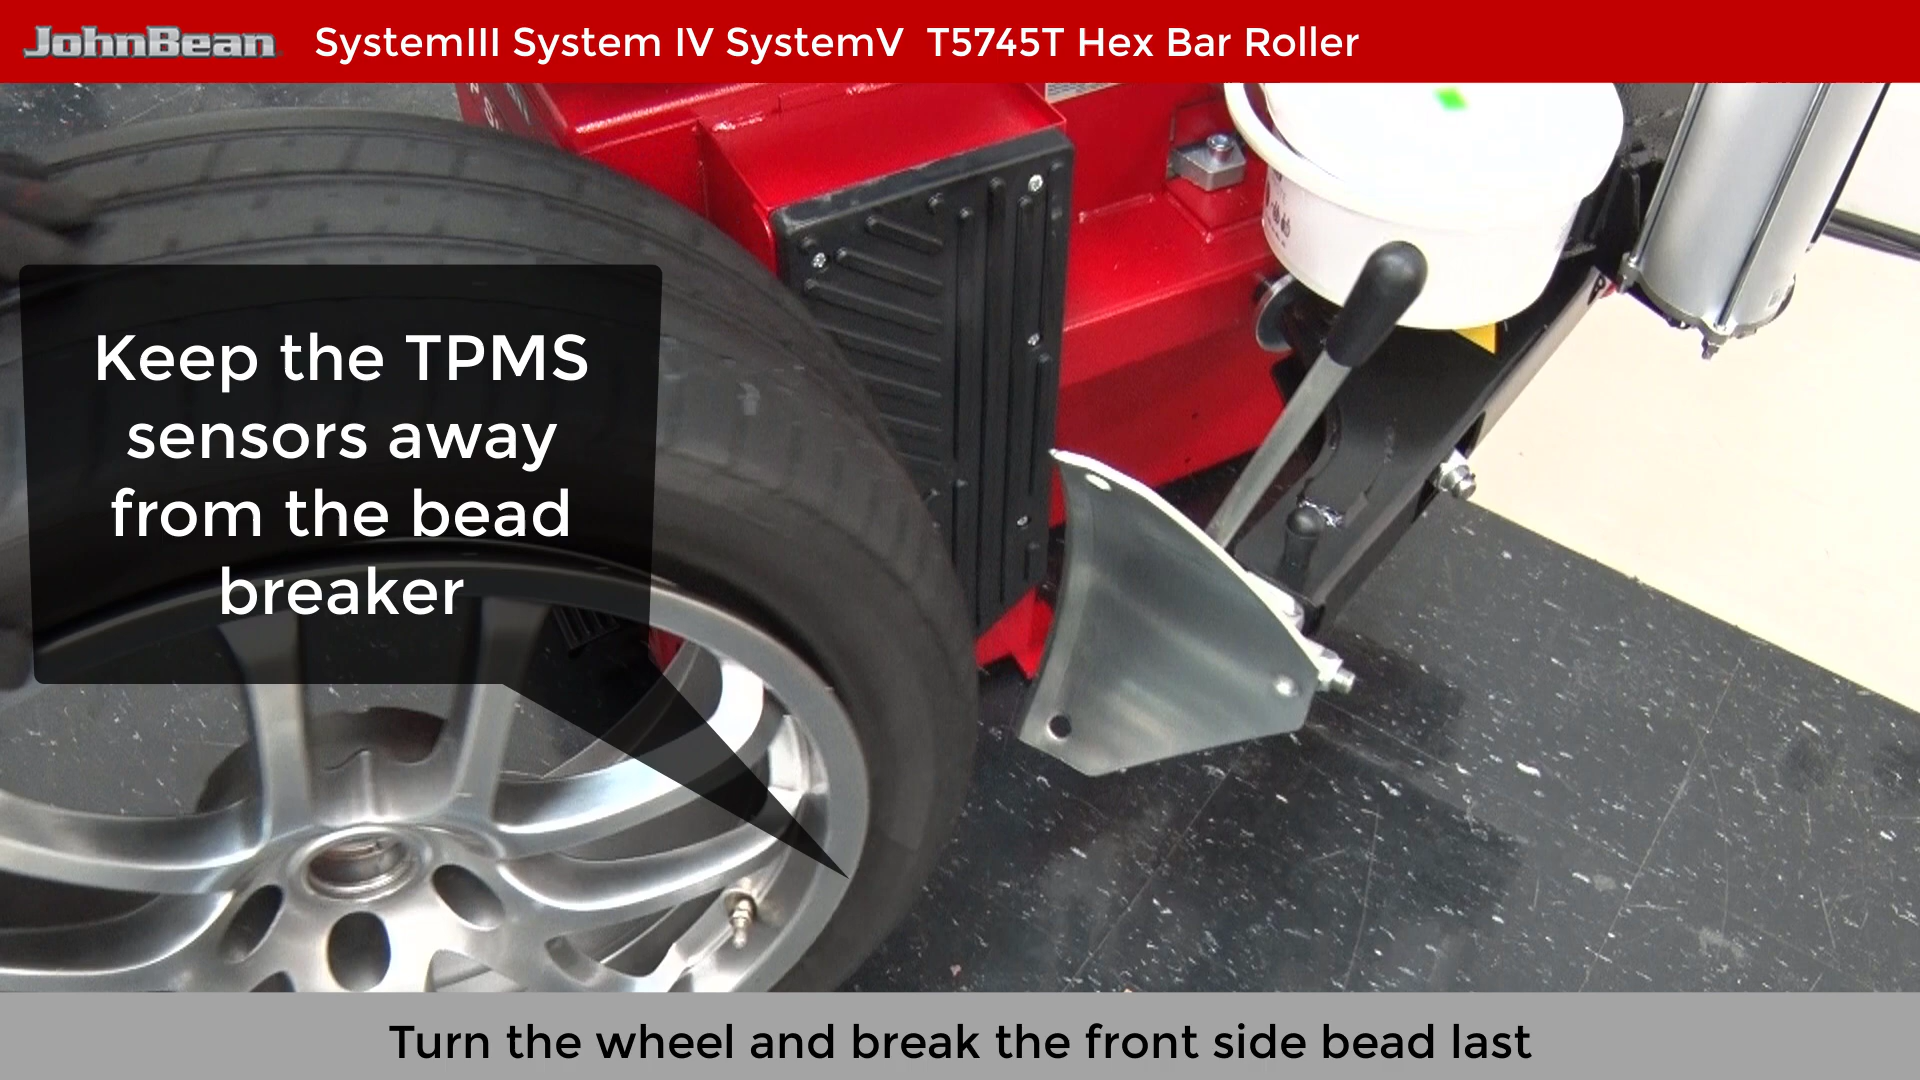 JohnBean SystemIII System IV SystemV T5745T Hex Bar Roller
Keep the TPMS
sensors away
from the bead
breaker
Turn the wheel and break the front side bead last